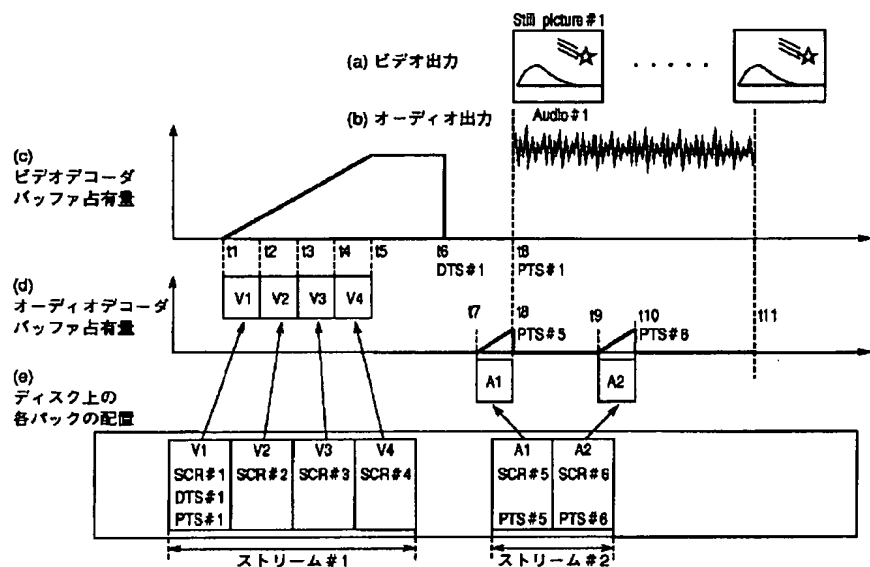 Still picture#1
(a) ビデオ出力
・・・・・
(b) オーディオ出力
Audio#1
(c)
ビデオデコーダ
バッファ占有量
t1 t2 t3 t4 t5 t6 t8
DTS#1 PTS#1
V1 V2 V3 V4
(d)
オーディオデコーダ
バッファ占有量
t7 t8 t9 t10 t11
PTS#5 PTS#6
A1 A2
(e)
ディスク上の
各パックの配置
V1 V2 V3 V4 A1 A2
SCR#1 SCR#2 SCR#3 SCR#4 SCR#5 SCR#6
DTS#1
PTS#1 PTS#5 PTS#6
ストリーム#1 ストリーム#2